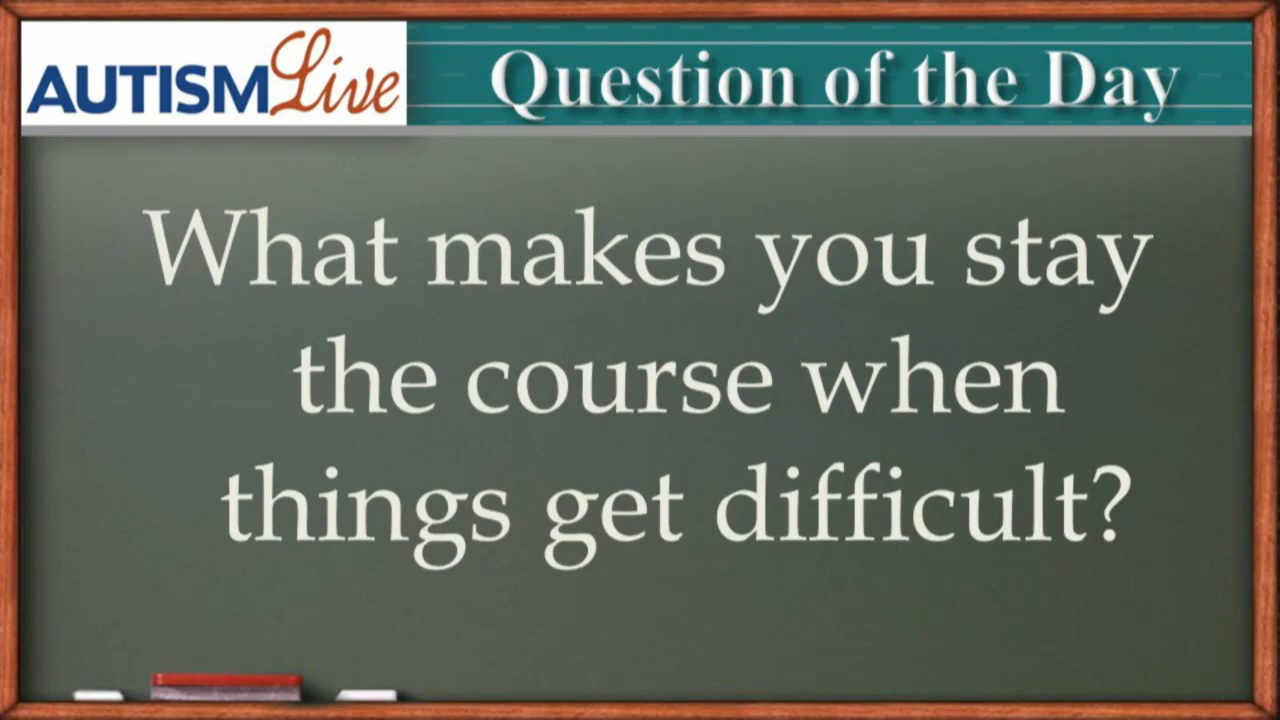 AUTISM Live
Question of the Day
What makes you stay
the course when
things get difficult?